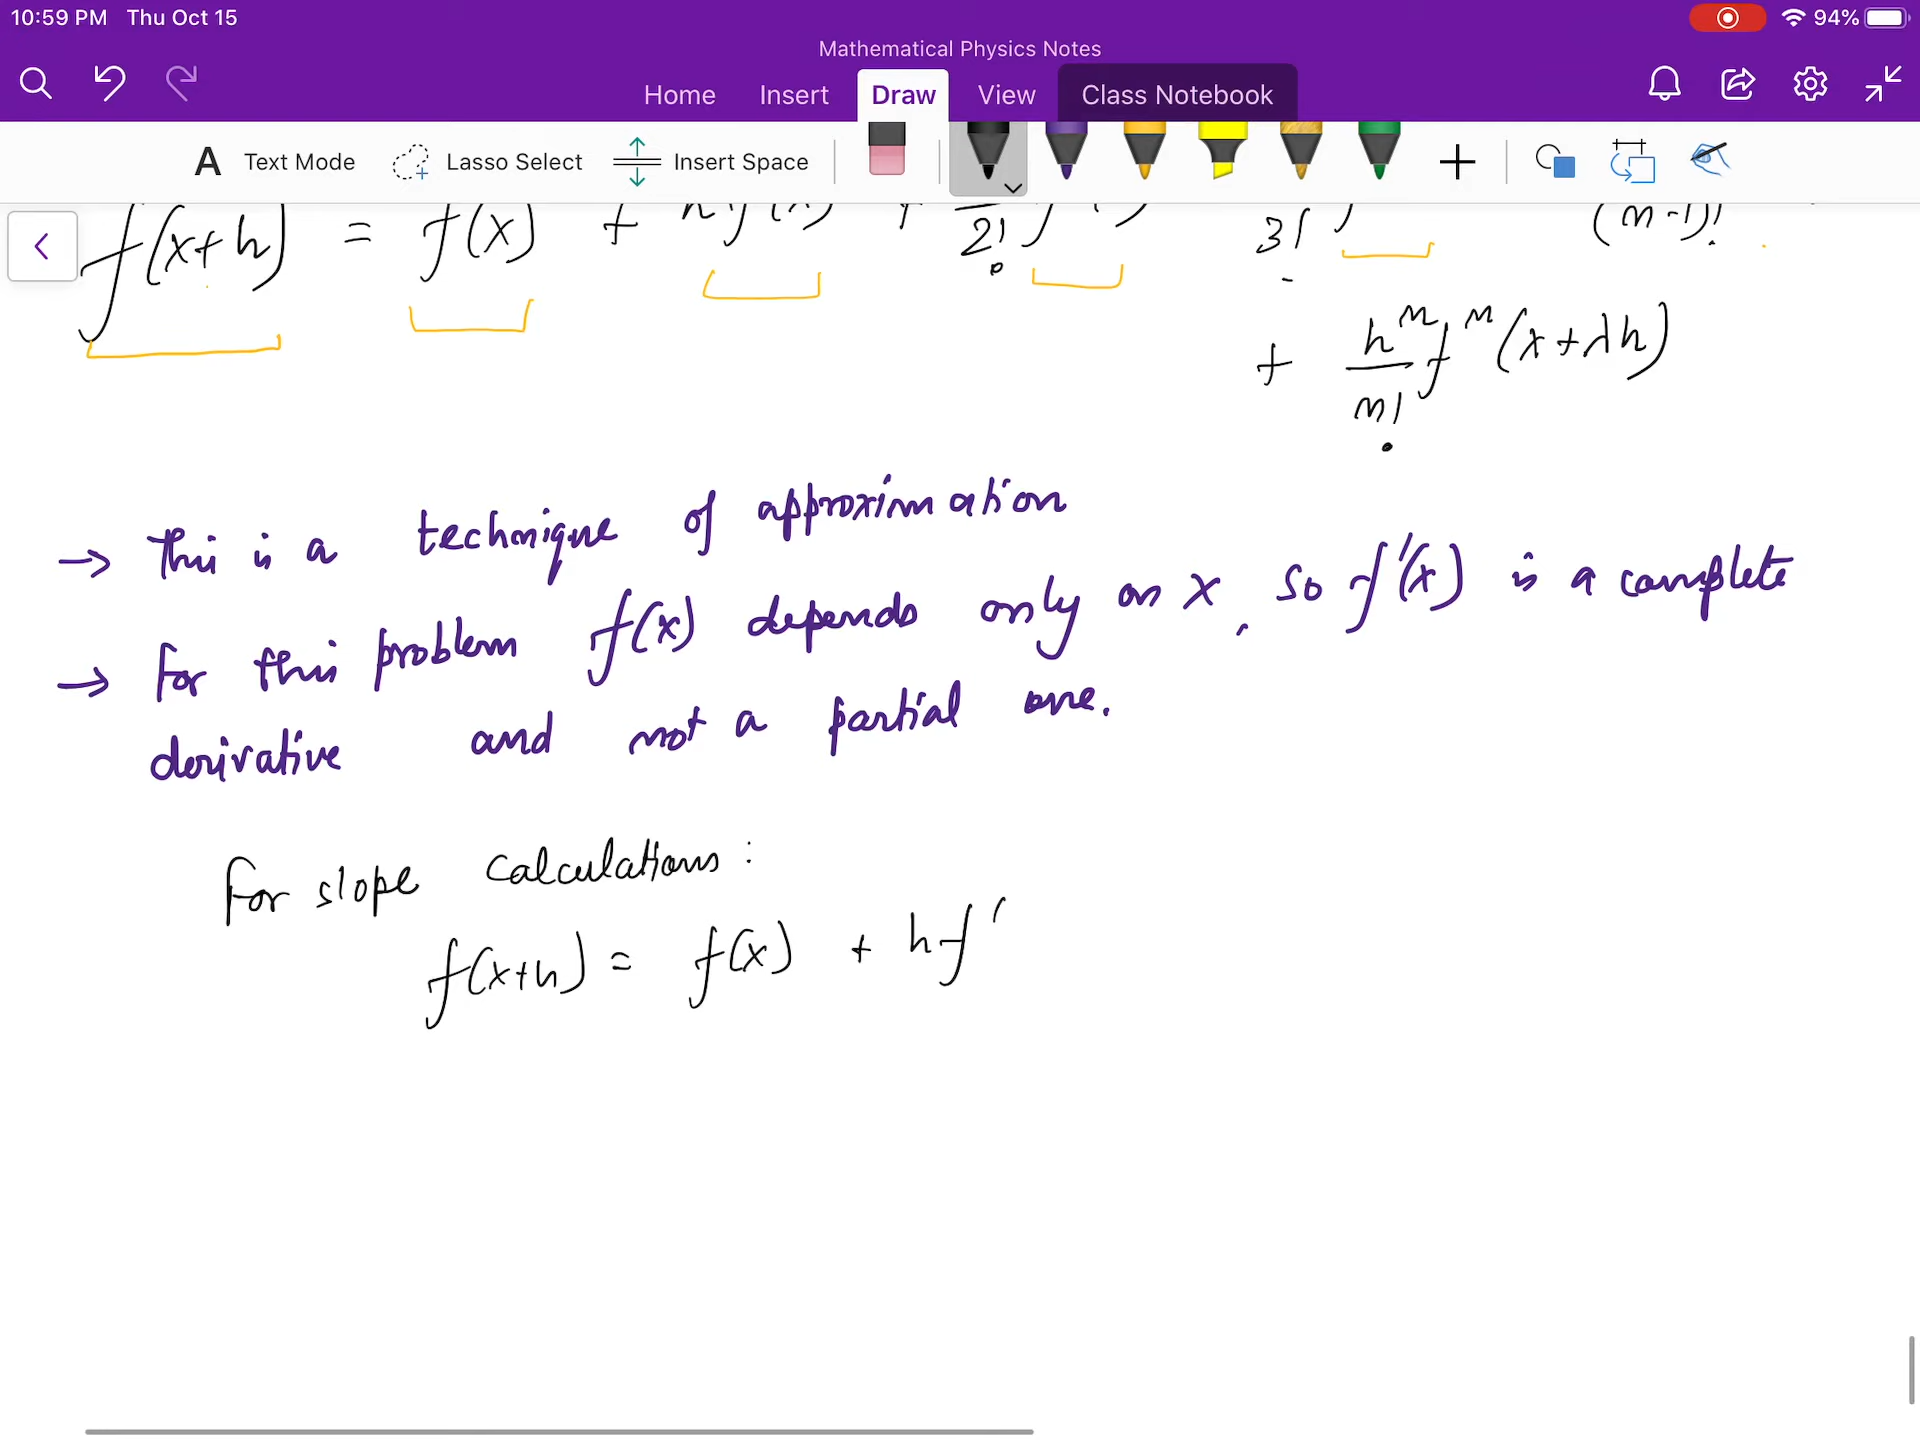 10:59 PM Thu Oct 15 94%
Mathematical Physics Notes
Home Insert Draw View Class Notebook
A Text Mode Lasso Select Insert Space
f(x+h) = f(x) + h f'(x) + 2! 3! (n-1)!
+ h^n/n! f^n (x+λh)
→ This is a technique of approximation
→ For this problem f(x) depends only on x, so f'(x) is a complete
derivative and not a partial one.
For slope calculations:
f(x+h) = f(x) + hf'